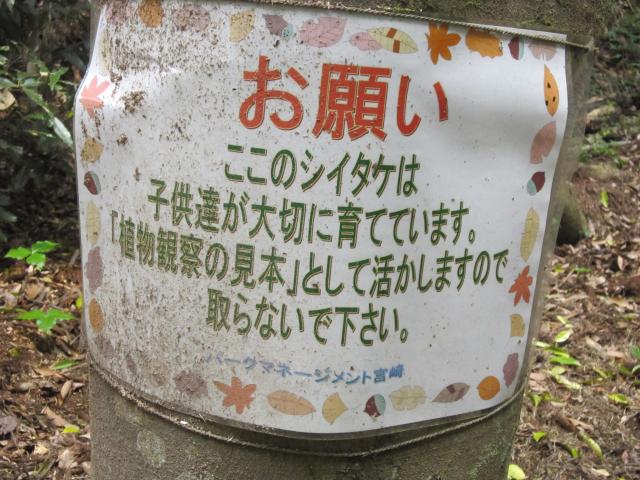 お願い
ここのシイタケは
子供達が大切に育てています。
「植物観察の見本」として活かしますので
取らないで下さい。
パークマネージメント宮崎